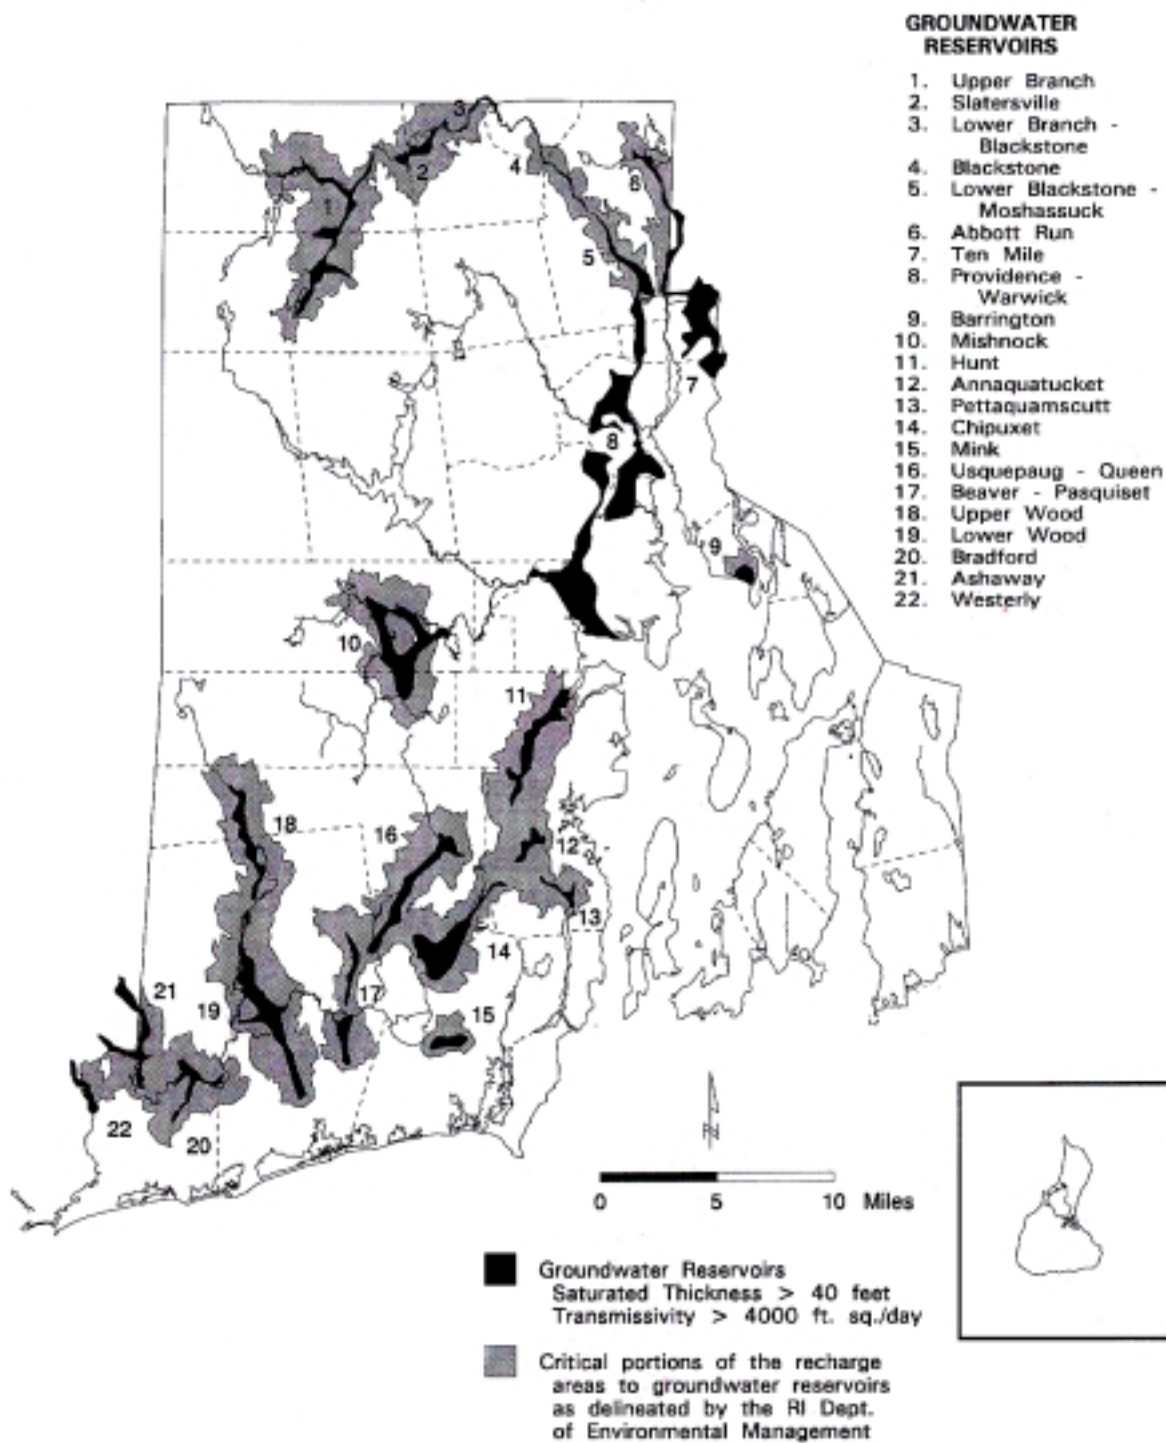 GROUNDWATER
RESERVOIRS
1. Upper Branch
2. Slatersville
3. Lower Branch -
Blackstone
4. Blackstone
5. Lower Blackstone -
Moshassuck
6. Abbott Run
7. Ten Mile
8. Providence -
Warwick
9. Barrington
10. Mishnock
11. Hunt
12. Annaquatucket
13. Pettaquamscutt
14. Chipuxet
15. Mink
16. Usquepaug - Queen
17. Beaver - Pasquiset
18. Upper Wood
19. Lower Wood
20. Bradford
21. Ashaway
22. Westerly
3
2
4
6
1
5
7
8
9
10
11
18
16
12
13
14
21
17
19
15
22
20
N
0 5 10 Miles
Groundwater Reservoirs
Saturated Thickness > 40 feet
Transmissivity > 4000 ft. sq./day
Critical portions of the recharge
areas to groundwater reservoirs
as delineated by the RI Dept.
of Environmental Management